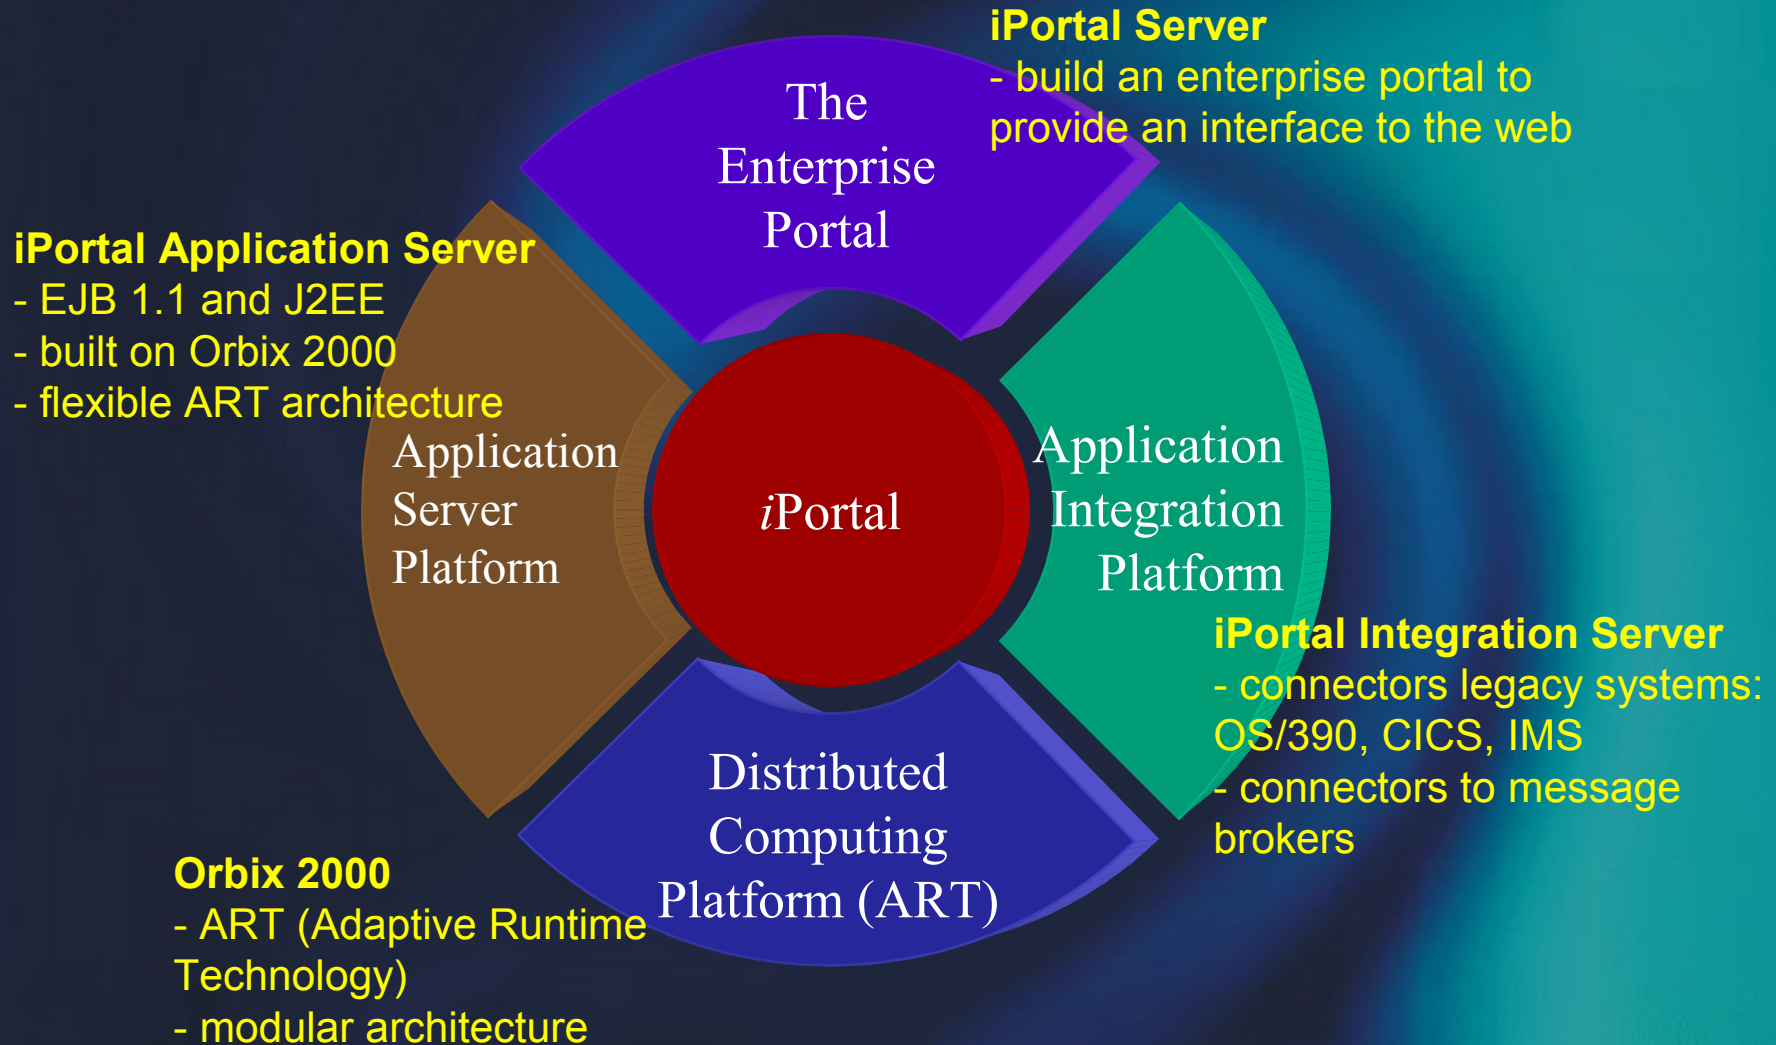 iPortal Server
- build an enterprise portal to
provide an interface to the web
The
Enterprise
Portal
iPortal Application Server
- EJB 1.1 and J2EE
- built on Orbix 2000
- flexible ART architecture
Application
Server
Platform
iPortal
Application
Integration
Platform
iPortal Integration Server
- connectors legacy systems:
OS/390, CICS, IMS
- connectors to message
brokers
Distributed
Computing
Platform (ART)
Orbix 2000
- ART (Adaptive Runtime
Technology)
- modular architecture